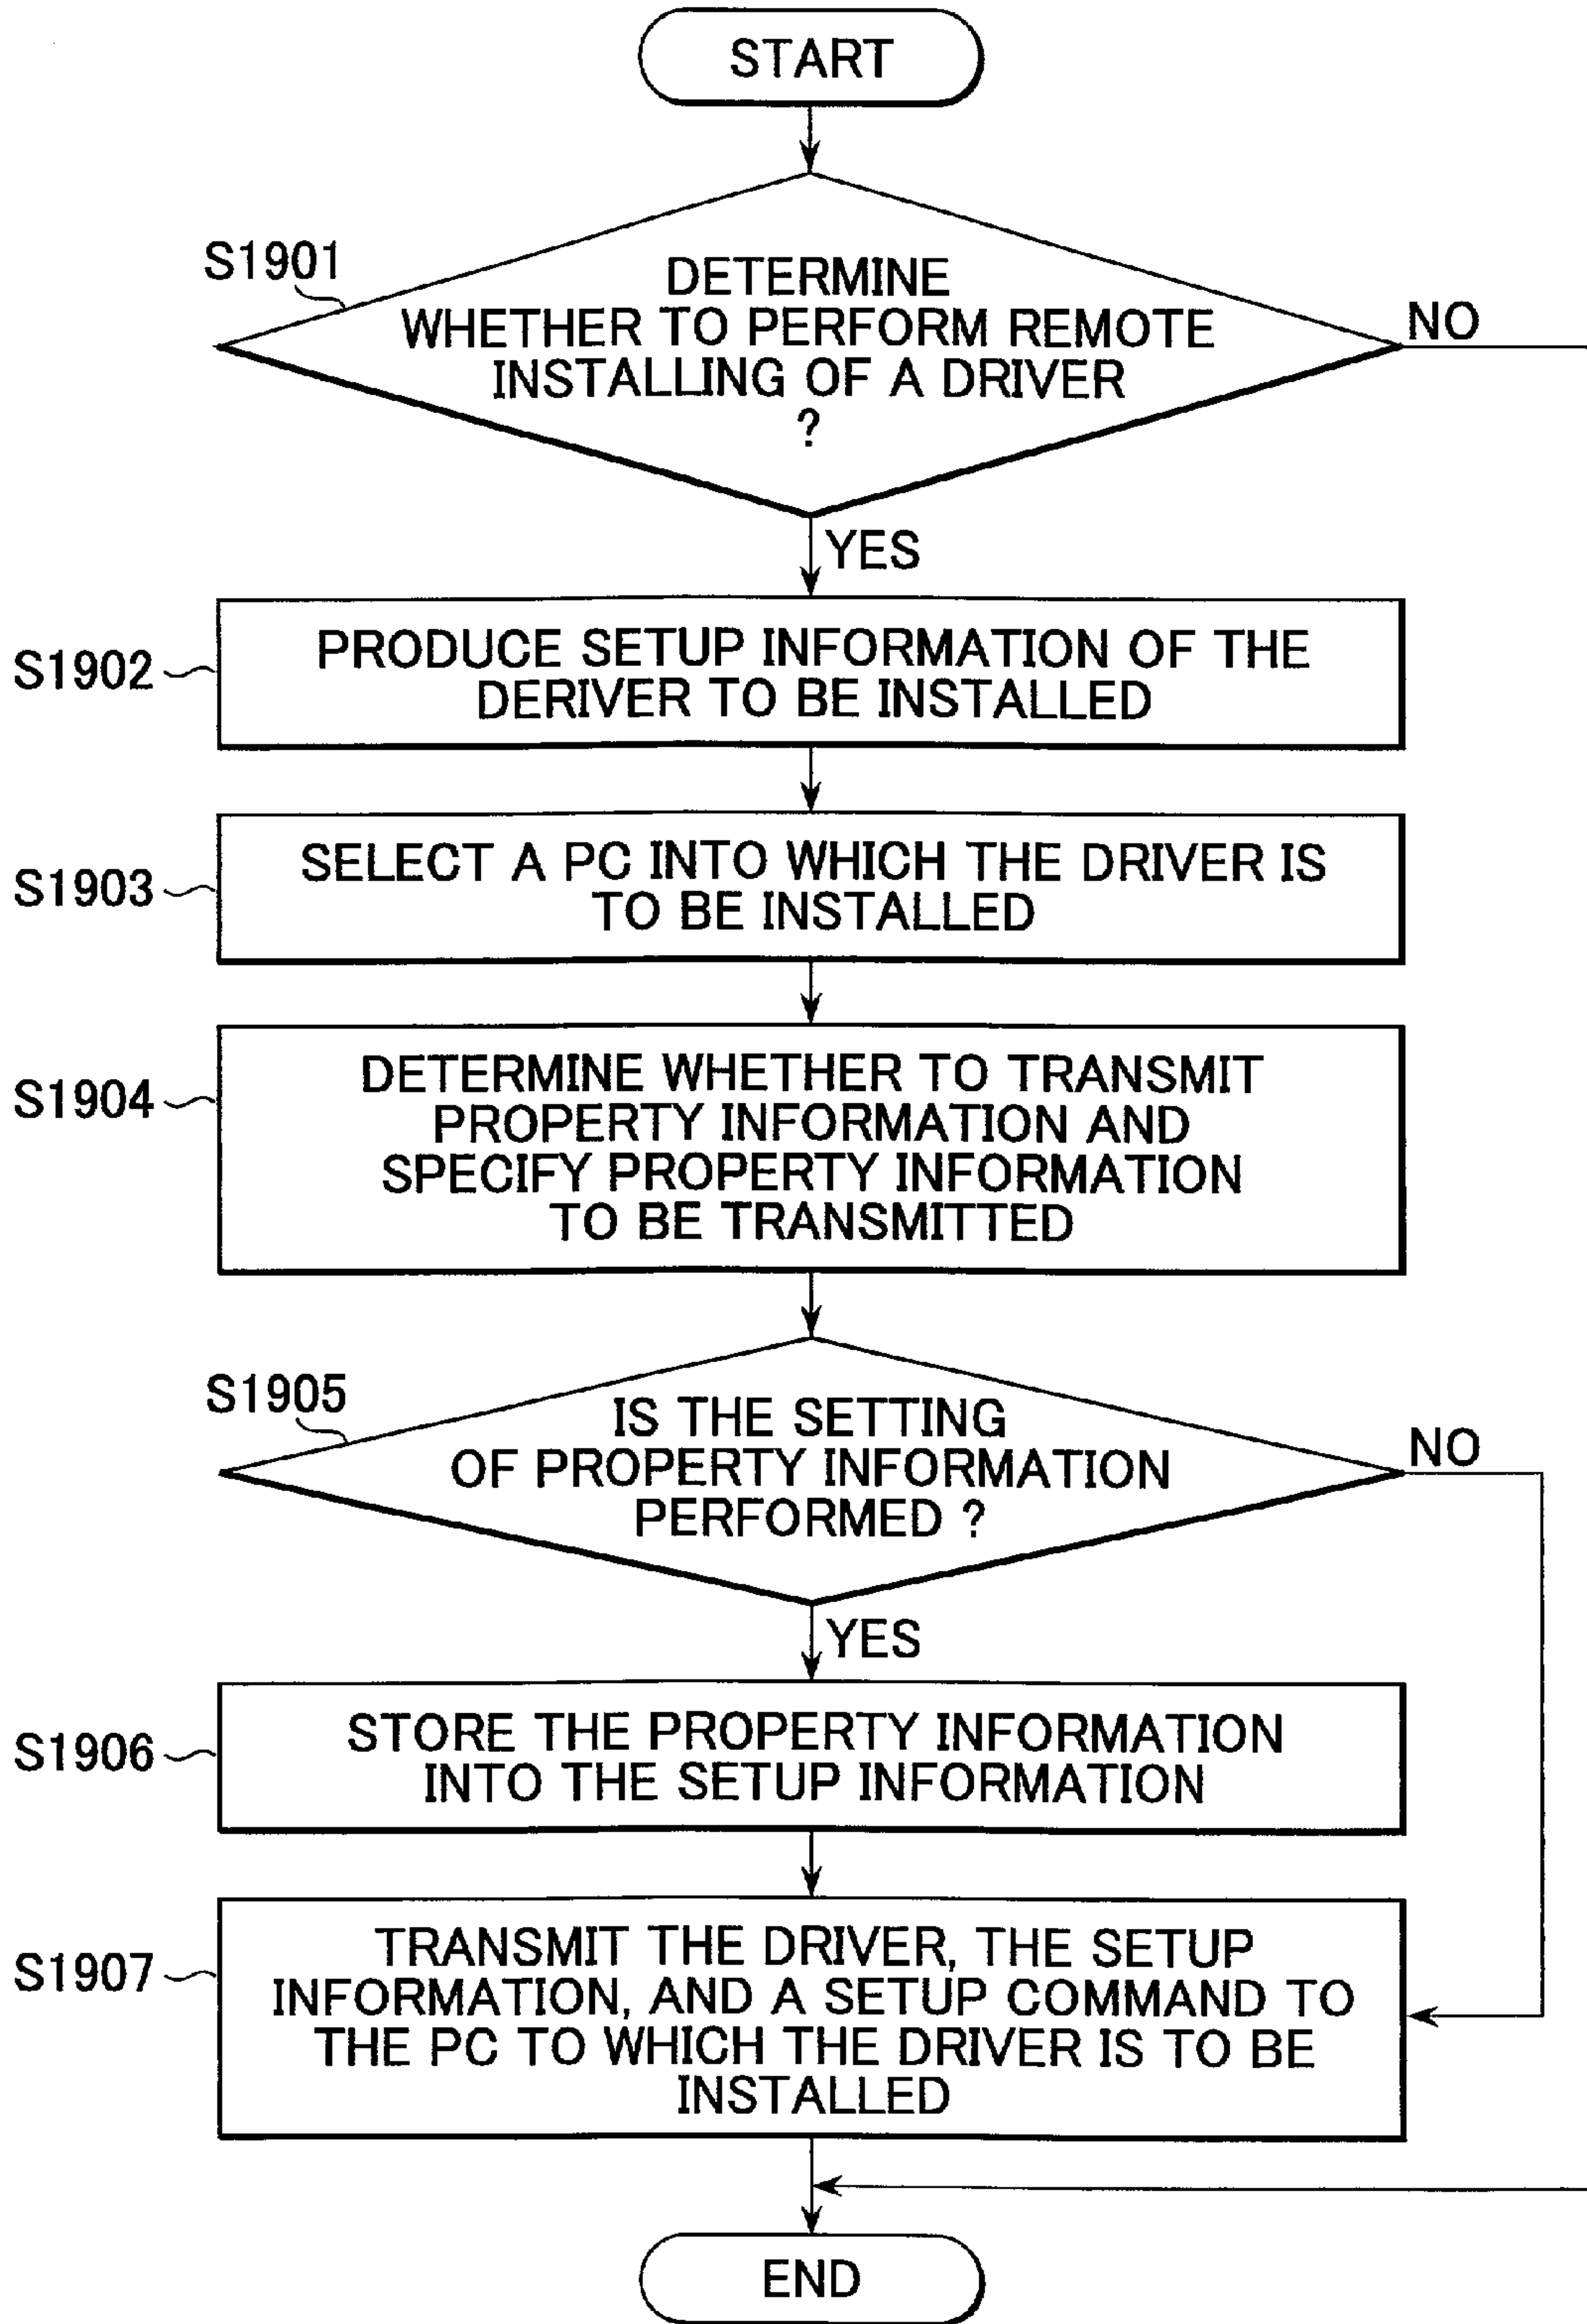 START
S1901
DETERMINE
WHETHER TO PERFORM REMOTE
INSTALLING OF A DRIVER
?
NO
YES
S1902
PRODUCE SETUP INFORMATION OF THE
DERIVER TO BE INSTALLED
S1903
SELECT A PC INTO WHICH THE DRIVER IS
TO BE INSTALLED
S1904
DETERMINE WHETHER TO TRANSMIT
PROPERTY INFORMATION AND
SPECIFY PROPERTY INFORMATION
TO BE TRANSMITTED
S1905
IS THE SETTING
OF PROPERTY INFORMATION
PERFORMED ?
NO
YES
S1906
STORE THE PROPERTY INFORMATION
INTO THE SETUP INFORMATION
S1907
TRANSMIT THE DRIVER, THE SETUP
INFORMATION, AND A SETUP COMMAND TO
THE PC TO WHICH THE DRIVER IS TO BE
INSTALLED
END